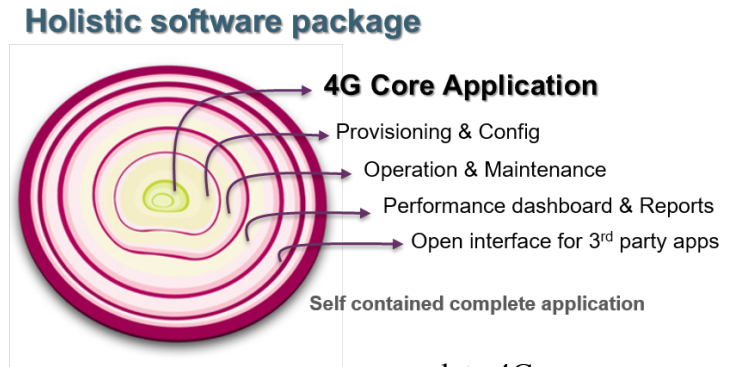 Holistic software package
4G Core Application
Provisioning & Config
Operation & Maintenance
Performance dashboard & Reports
Open interface for 3rd party apps
Self contained complete application
4G